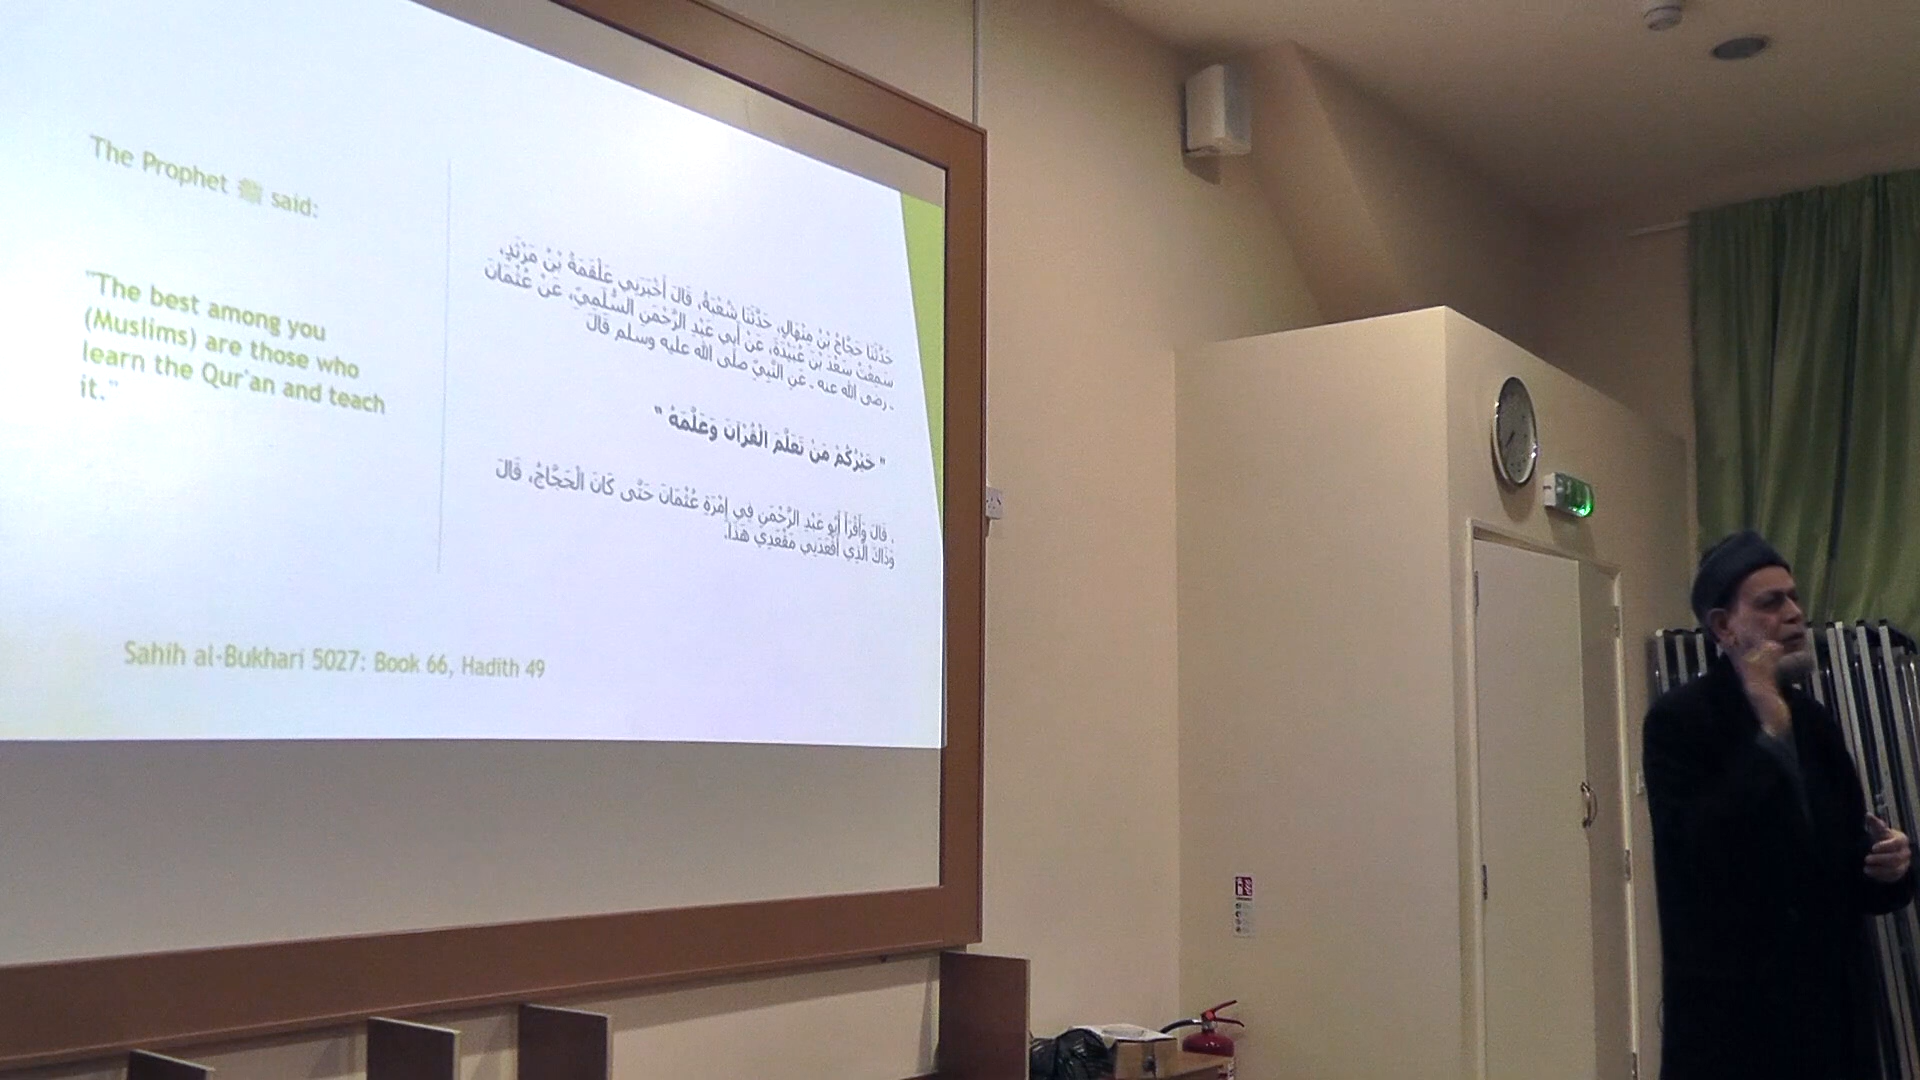 The Prophet ﷺ said:
"The best among you
(Muslims) are those who
learn the Qur'an and teach
it."
حَدَّثَنَا حَجَّاجُ بْنُ مِنْهَالٍ، حَدَّثَنَا شُعْبَةُ، قَالَ أَخْبَرَنِي عَلْقَمَةُ بْنُ مَرْثَدٍ،
سَمِعْتُ سَعْدَ بْنَ عُبَيْدَةَ، عَنْ أَبِي عَبْدِ الرَّحْمَنِ السُّلَمِيِّ، عَنْ عُثْمَانَ
ـ رضى الله عنه ـ عَنِ النَّبِيِّ صلى الله عليه وسلم قَالَ
" خَيْرُكُمْ مَنْ تَعَلَّمَ الْقُرْآنَ وَعَلَّمَهُ "
. قَالَ وَأَقْرَأَ أَبُو عَبْدِ الرَّحْمَنِ فِي إِمْرَةِ عُثْمَانَ حَتَّى كَانَ الْحَجَّاجُ، قَالَ
وَذَاكَ الَّذِي أَقْعَدَنِي مَقْعَدِي هَذَا.
Sahih al-Bukhari 5027: Book 66, Hadith 49